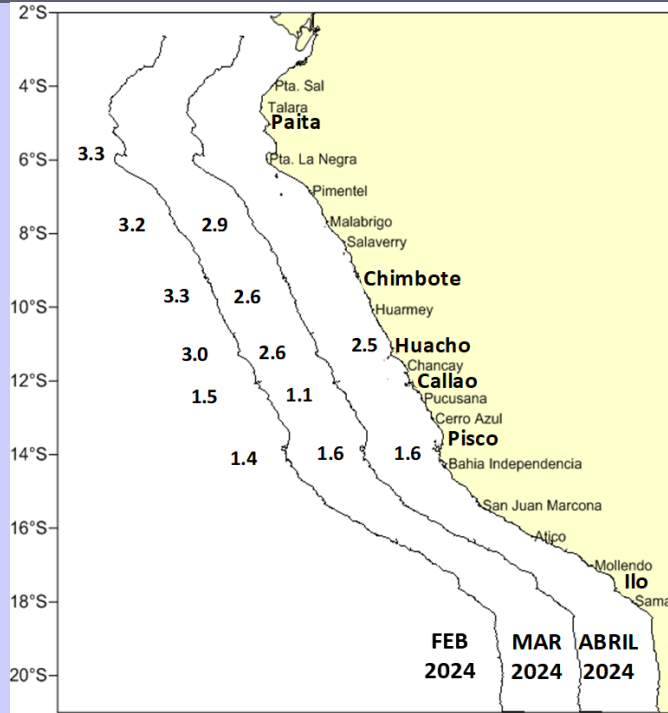 2°S
4°S
Pta. Sal
Talara
Paita
3.3
6°S
Pta. La Negra
Pimentel
3.2
2.9
Malabrigo
8°S
Salaverry
Chimbote
3.3
2.6
10°S
Huarmey
3.0
2.6
2.5
Huacho
Chancay
12°S
Callao
1.5
1.1
Pucusana
Cerro Azul
Pisco
14°S
1.4
1.6
1.6
Bahia Independencia
San Juan Marcona
16°S
Atico
Mollendo
Ilo
18°S
Sama
FEB
2024
MAR
2024
ABRIL
2024
20°S